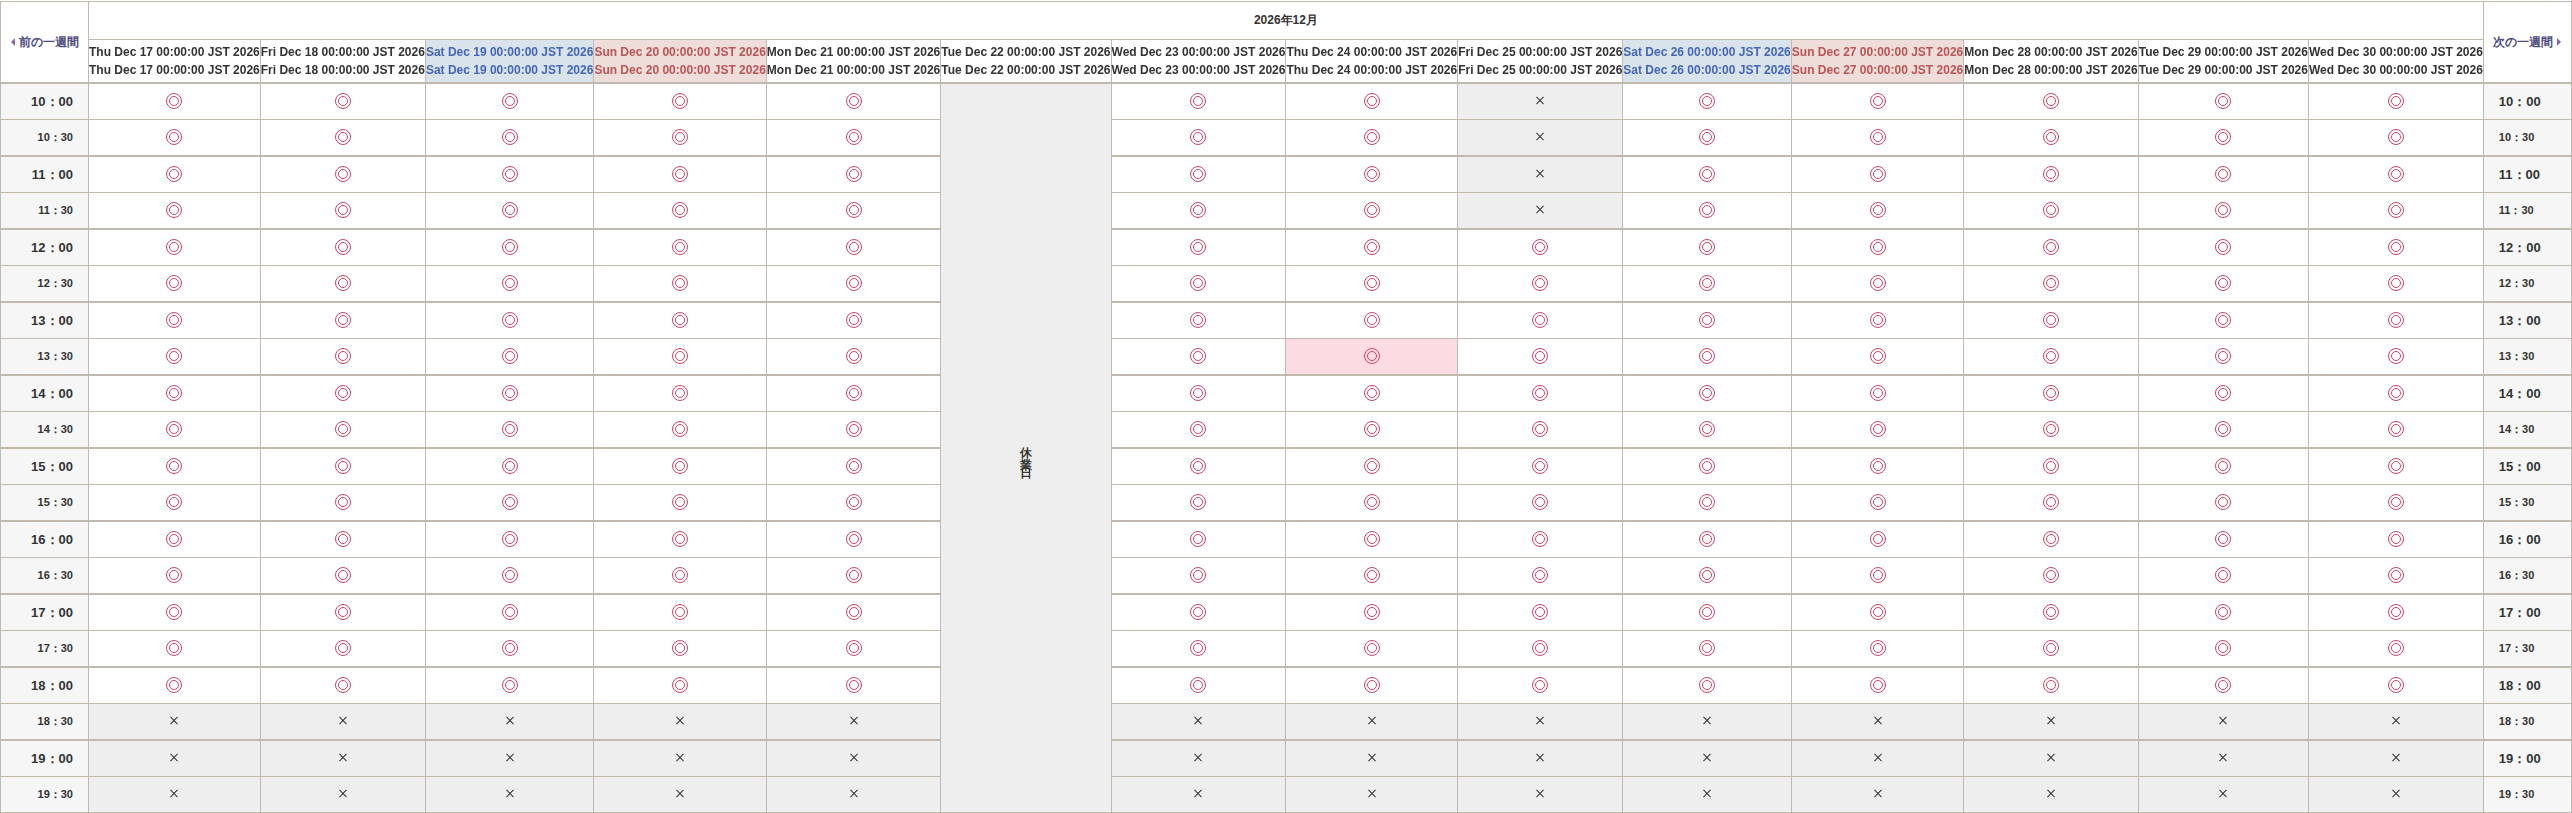 2026年12月
前の一週間
次の一週間
Thu Dec 17 00:00:00 JST 2026 Fri Dec 18 00:00:00 JST 2026 Sat Dec 19 00:00:00 JST 2026 Sun Dec 20 00:00:00 JST 2026 Mon Dec 21 00:00:00 JST 2026 Tue Dec 22 00:00:00 JST 2026 Wed Dec 23 00:00:00 JST 2026 Thu Dec 24 00:00:00 JST 2026 Fri Dec 25 00:00:00 JST 2026 Sat Dec 26 00:00:00 JST 2026 Sun Dec 27 00:00:00 JST 2026 Mon Dec 28 00:00:00 JST 2026 Tue Dec 29 00:00:00 JST 2026 Wed Dec 30 00:00:00 JST 2026
Thu Dec 17 00:00:00 JST 2026 Fri Dec 18 00:00:00 JST 2026 Sat Dec 19 00:00:00 JST 2026 Sun Dec 20 00:00:00 JST 2026 Mon Dec 21 00:00:00 JST 2026 Tue Dec 22 00:00:00 JST 2026 Wed Dec 23 00:00:00 JST 2026 Thu Dec 24 00:00:00 JST 2026 Fri Dec 25 00:00:00 JST 2026 Sat Dec 26 00:00:00 JST 2026 Sun Dec 27 00:00:00 JST 2026 Mon Dec 28 00:00:00 JST 2026 Tue Dec 29 00:00:00 JST 2026 Wed Dec 30 00:00:00 JST 2026
10：00 ◎ ◎ ◎ ◎ ◎ ◎ ◎ × ◎ ◎ ◎ ◎ ◎ 10：00
10：30 ◎ ◎ ◎ ◎ ◎ ◎ ◎ × ◎ ◎ ◎ ◎ ◎ 10：30
11：00 ◎ ◎ ◎ ◎ ◎ ◎ ◎ × ◎ ◎ ◎ ◎ ◎ 11：00
11：30 ◎ ◎ ◎ ◎ ◎ ◎ ◎ × ◎ ◎ ◎ ◎ ◎ 11：30
12：00 ◎ ◎ ◎ ◎ ◎ ◎ ◎ ◎ ◎ ◎ ◎ ◎ ◎ 12：00
12：30 ◎ ◎ ◎ ◎ ◎ ◎ ◎ ◎ ◎ ◎ ◎ ◎ ◎ 12：30
13：00 ◎ ◎ ◎ ◎ ◎ ◎ ◎ ◎ ◎ ◎ ◎ ◎ ◎ 13：00
13：30 ◎ ◎ ◎ ◎ ◎ ◎ ◎ ◎ ◎ ◎ ◎ ◎ ◎ 13：30
14：00 ◎ ◎ ◎ ◎ ◎ ◎ ◎ ◎ ◎ ◎ ◎ ◎ ◎ 14：00
14：30 ◎ ◎ ◎ ◎ ◎ ◎ ◎ ◎ ◎ ◎ ◎ ◎ ◎ 14：30
休業日
15：00 ◎ ◎ ◎ ◎ ◎ ◎ ◎ ◎ ◎ ◎ ◎ ◎ ◎ 15：00
15：30 ◎ ◎ ◎ ◎ ◎ ◎ ◎ ◎ ◎ ◎ ◎ ◎ ◎ 15：30
16：00 ◎ ◎ ◎ ◎ ◎ ◎ ◎ ◎ ◎ ◎ ◎ ◎ ◎ 16：00
16：30 ◎ ◎ ◎ ◎ ◎ ◎ ◎ ◎ ◎ ◎ ◎ ◎ ◎ 16：30
17：00 ◎ ◎ ◎ ◎ ◎ ◎ ◎ ◎ ◎ ◎ ◎ ◎ ◎ 17：00
17：30 ◎ ◎ ◎ ◎ ◎ ◎ ◎ ◎ ◎ ◎ ◎ ◎ ◎ 17：30
18：00 ◎ ◎ ◎ ◎ ◎ ◎ ◎ ◎ ◎ ◎ ◎ ◎ ◎ 18：00
18：30 × × × × × × × × × × × × × 18：30
19：00 × × × × × × × × × × × × × 19：00
19：30 × × × × × × × × × × × × × 19：30